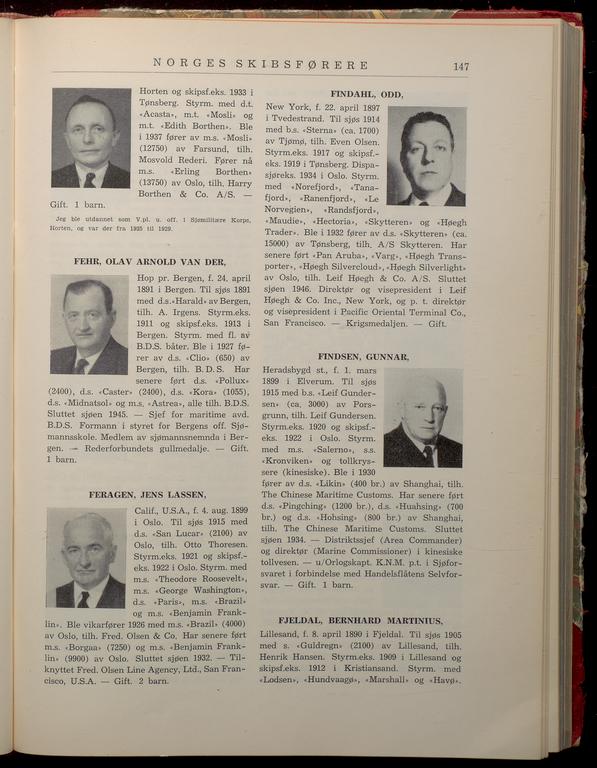 NORGES SKIBSFØRERE
147
Horten og skipsf.eks. 1933 i
Tønsberg. Styrm. med d.t.
«Acasta», m.t. «Mosli» og
m.t. «Edith Borthen». Ble
i 1937 fører av m.s. «Mosli»
(12750) av Farsund, tilh.
Mosvold Rederi. Fører nå
m.s. «Erling Borthen»
(13750) av Oslo, tilh. Harry
Borthen & Co. A/S. —
Gift. 1 barn.
Jeg ble utdannet som V.pl. u. off. i Sjømilitære Korps,
Horten, og var der fra 1925 til 1929.
FEHR, OLAV ARNOLD VAN DER,
Hop pr. Bergen, f. 24. april
1891 i Bergen. Til sjøs 1891
med d.s.«Harald» av Bergen,
tilh. A. Irgens. Styrm.eks.
1911 og skipsf.eks. 1913 i
Bergen. Styrm. med fl. av
B.D.S. båter. Ble i 1927 fø-
rer av d.s. «Clio» (650) av
Bergen, tilh. B.D.S. Har
senere ført d.s. «Pollux»
(2400), d.s. «Caster» (2400), d.s. «Kora» (1055),
d.s. «Midnatsol» og m.s. «Astrea», alle tilh. B.D.S.
Sluttet sjøen 1945. — Sjef for maritime avd.
B.D.S. Formann i styret for Bergens off. Sjø-
mannsskole. Medlem av sjømannsnemnda i Ber-
gen. — Rederforbundets gullmedalje. — Gift.
1 barn.
FERAGEN, JENS LASSEN,
Calif., U.S.A., f. 4. aug. 1899
i Oslo. Til sjøs 1915 med
d.s. «San Lucar» (2100) av
Oslo, tilh. Otto Thoresen.
Styrm.eks. 1921 og skipsf.-
eks. 1922 i Oslo. Styrm. med
m.s. «Theodore Roosevelt»,
m.s. «George Washington»,
d.s. «Paris», m.s. «Brazil»
og m.s. «Benjamin Frank-
lin». Ble vikarfører 1926 med m.s. «Brazil» (4000)
av Oslo, tilh. Fred. Olsen & Co. Har senere ført
m.s. «Borgaa» (7250) og m.s. «Benjamin Frank-
lin» (9900) av Oslo. Sluttet sjøen 1932. — Til-
knyttet Fred. Olsen Line Agency, Ltd., San Fran-
cisco, U.S.A. — Gift. 2 barn.
FINDAHL, ODD,
New York, f. 22. april 1897
i Tvedestrand. Til sjøs 1914
med b.s. «Sterna» (ca. 1700)
av Tjømø, tilh. Even Olsen.
Styrm.eks. 1917 og skipsf.-
eks. 1919 i Tønsberg. Dispa-
sjøreks. 1934 i Oslo. Styrm.
med «Norefjord», «Tana-
fjord», «Ranenfjord», «Le
Norvegien», «Randsfjord»,
«Maudie», «Hectoria», «Skytteren» og «Høegh
Trader». Ble i 1932 fører av d.s. «Skytteren» (ca.
15000) av Tønsberg, tilh. A/S Skytteren. Har
senere ført «Pan Aruba», «Varg», «Høegh Trans-
porter», «Høegh Silvercloud», «Høegh Silverlight»
av Oslo, tilh. Leif Høegh & Co. A/S. Sluttet
sjøen 1946. Direktør og visepresident i Leif
Høegh & Co. Inc., New York, og p. t. direktør
og visepresident i Pacific Oriental Terminal Co.,
San Francisco. — Krigsmedaljen. — Gift.
FINDSEN, GUNNAR,
Heradsbygd st., f. 1. mars
1899 i Elverum. Til sjøs
1915 med b.s. «Leif Gunder-
sen» (ca. 3000) av Pors-
grunn, tilh. Leif Gundersen.
Styrm.eks. 1920 og skipsf.-
eks. 1922 i Oslo. Styrm.
med m.s. «Salerno», s.s.
«Kronviken» og tollkrys-
sere (kinesiske). Ble i 1930
fører av d.s. «Likin» (400 br.) av Shanghai, tilh.
The Chinese Maritime Customs. Har senere ført
d.s. «Pingching» (1200 br.), d.s. «Huahsing» (700
br.) og d.s. «Hohsing» (800 br.) av Shanghai,
tilh. The Chinese Maritime Customs. Sluttet
sjøen 1934. — Distriktssjef (Area Commander)
og direktør (Marine Commissioner) i kinesiske
tollvesen. — u/Orlogskapt. K.N.M. p.t. i Sjøfor-
svaret i forbindelse med Handelsflåtens Selvfor-
svar. — Gift. 1 barn.
FJELDAL, BERNHARD MARTINIUS,
Lillesand, f. 8. april 1890 i Fjeldal. Til sjøs 1905
med s. «Guldregn» (2100) av Lillesand, tilh.
Henrik Hansen. Styrm.eks. 1909 i Lillesand og
skipsf.eks. 1912 i Kristiansand. Styrm. med
«Lodsen», «Hundvaagø», «Marshall» og «Havø».